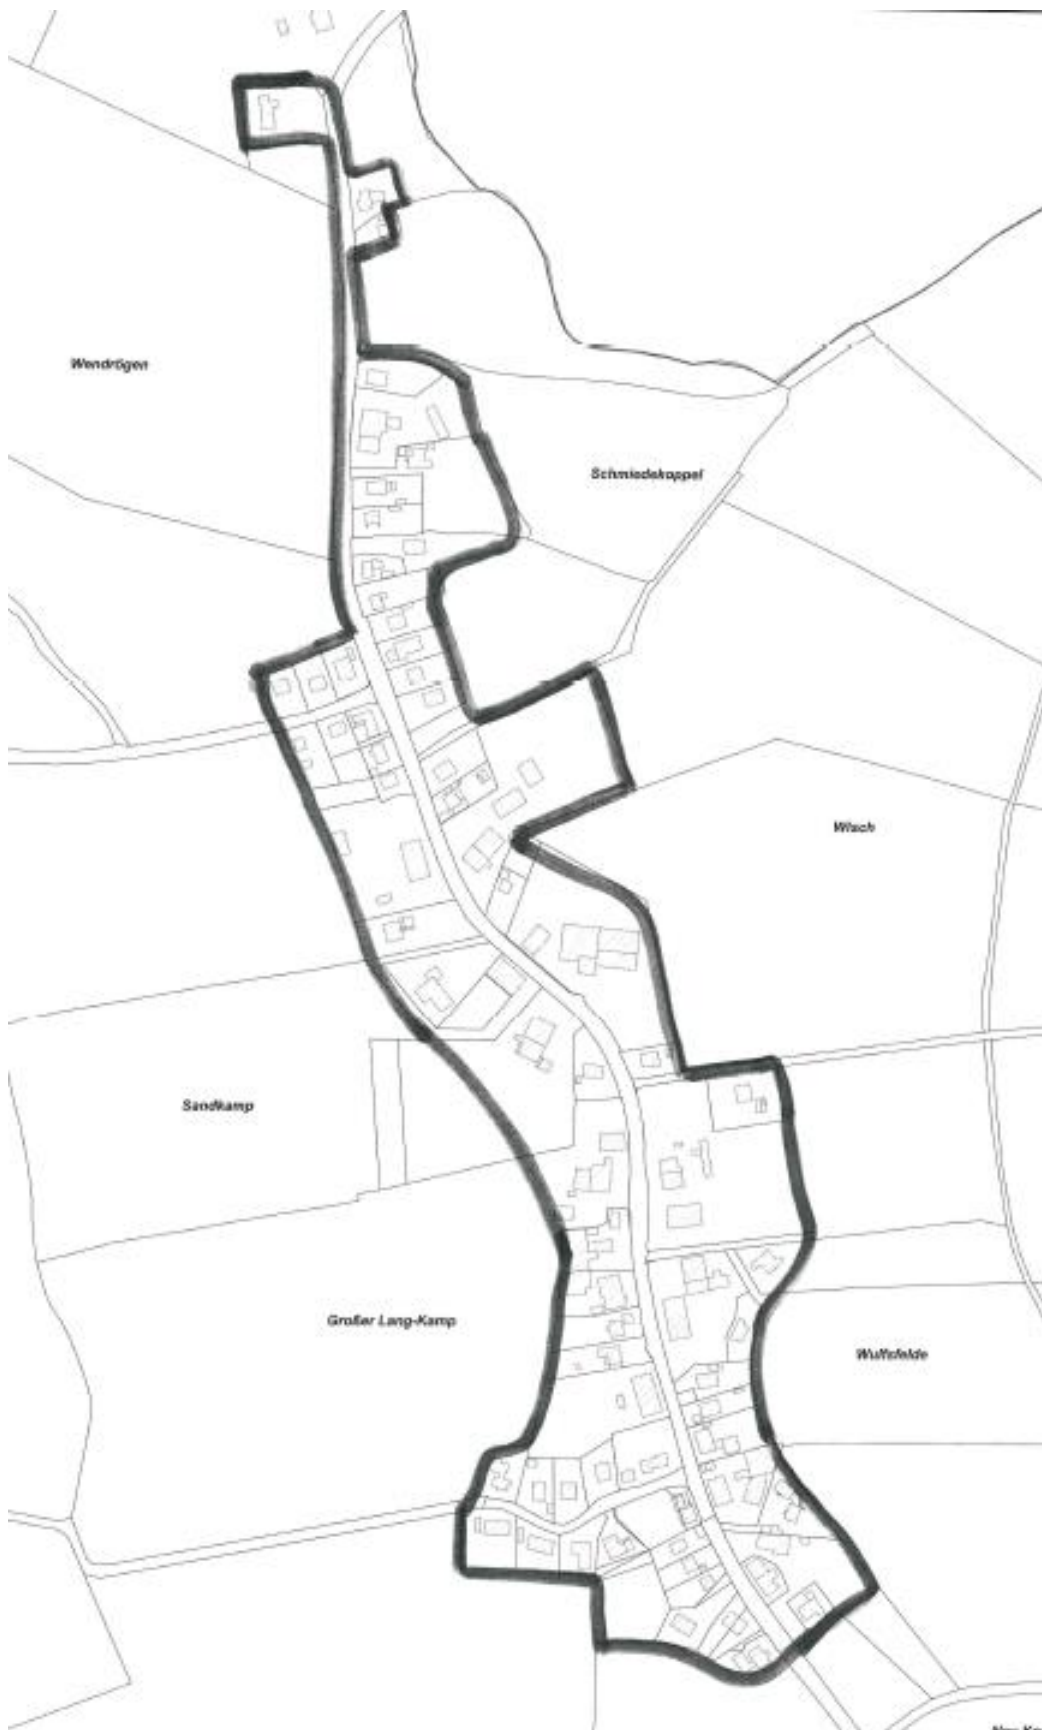 Wendrögen
Schmiedekoppel
Wisch
Sandkamp
Großer Lang-Kamp
Wulfsfelde